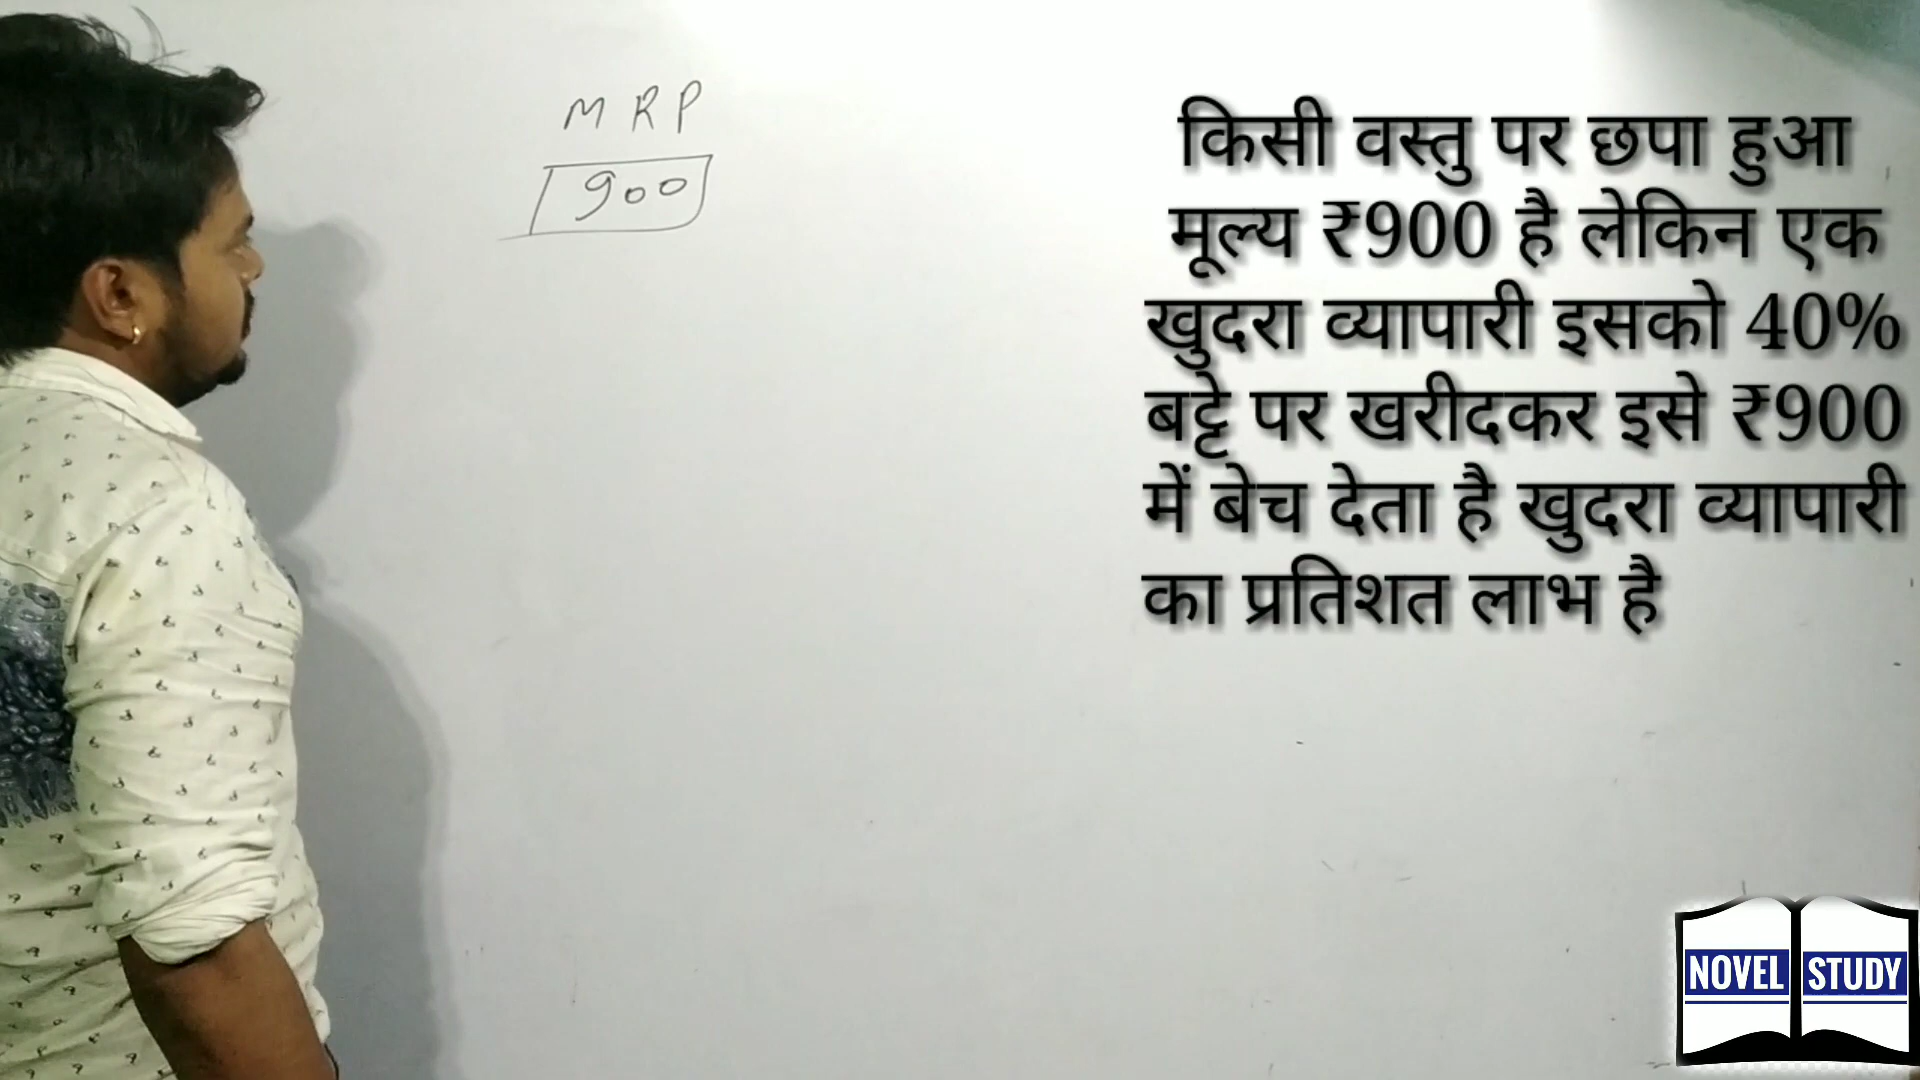 M R P
900
किसी वस्तु पर छपा हुआ
मूल्य ₹900 है लेकिन एक
खुदरा व्यापारी इसको 40%
बट्टे पर खरीदकर इसे ₹900
में बेच देता है खुदरा व्यापारी
का प्रतिशत लाभ है
NOVEL STUDY